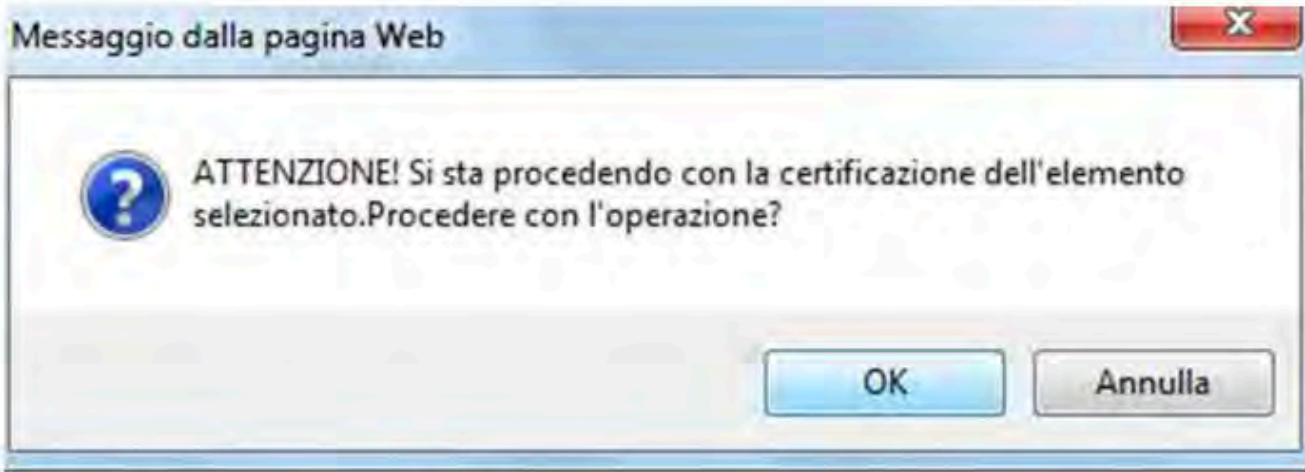 Messaggio dalla pagina Web
ATTENZIONE! Si sta procedendo con la certificazione dell'elemento
selezionato.Procedere con l'operazione?
OK
Annulla